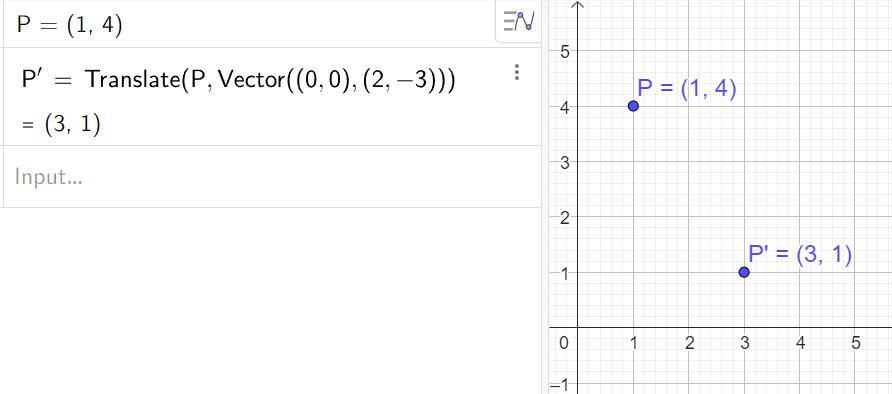 P = (1, 4)
P′ = Translate(P, Vector((0, 0), (2, −3)))
= (3, 1)
Input...
5
P = (1, 4)
4
3
2
P' = (3, 1)
1
0 1 2 3 4 5
−1